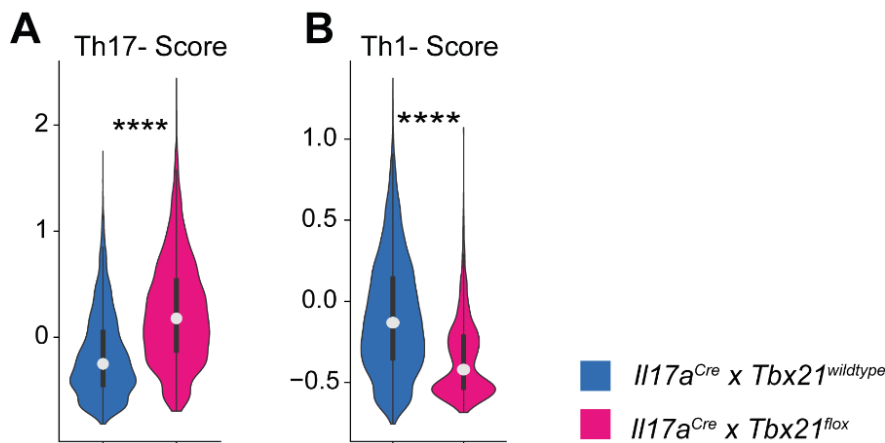 A
Th17- Score
2
1
0
****
B
Th1- Score
1.0
0.5
0.0
−0.5
****
Il17aCre x Tbx21wildtype
Il17aCre x Tbx21flox